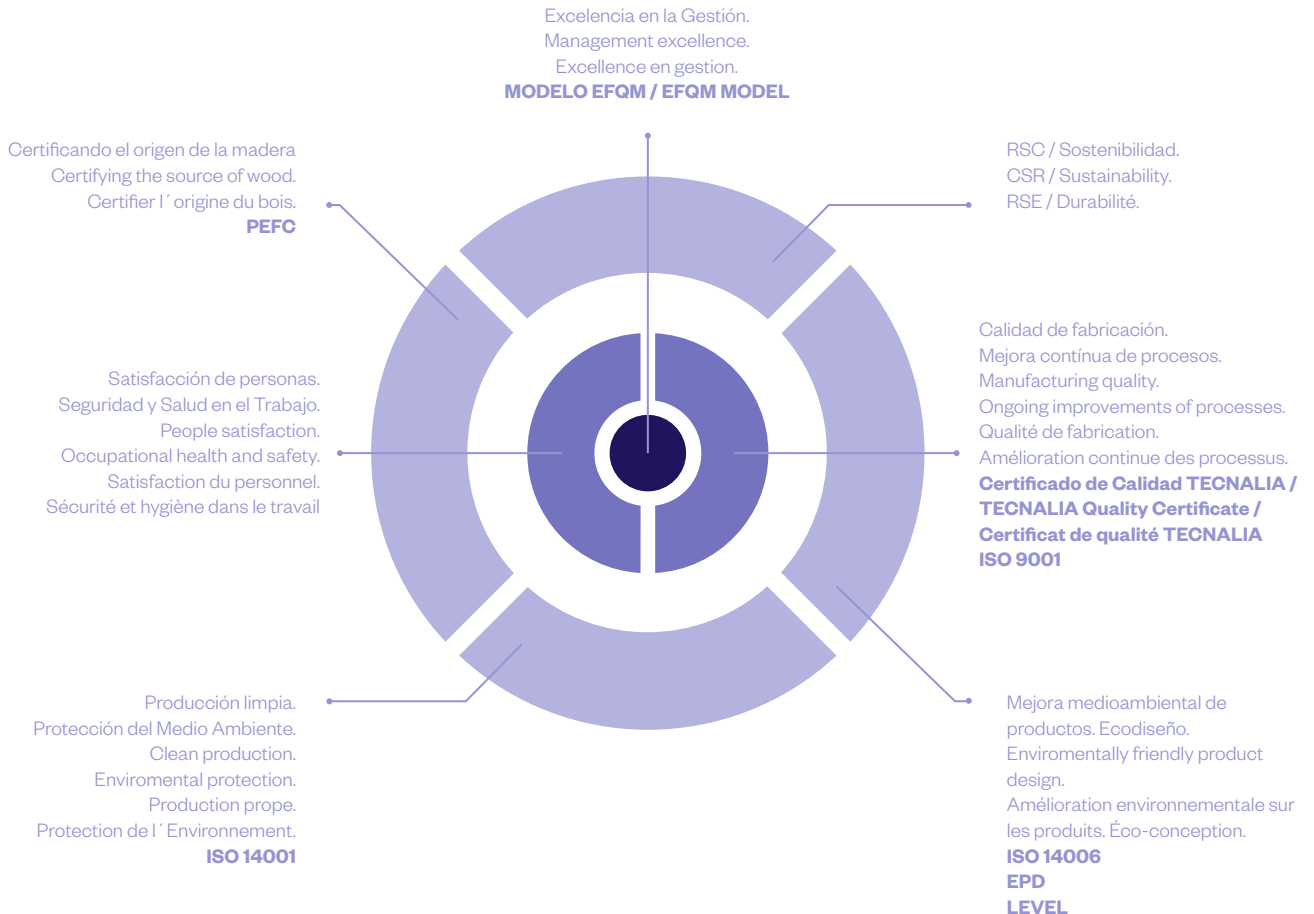 Excelencia en la Gestión.
Management excellence.
Excellence en gestion.
MODELO EFQM / EFQM MODEL
Certificando el origen de la madera
Certifying the source of wood.
Certifier l´origine du bois.
PEFC
RSC / Sostenibilidad.
CSR / Sustainability.
RSE / Durabilité.
Satisfacción de personas.
Seguridad y Salud en el Trabajo.
People satisfaction.
Occupational health and safety.
Satisfaction du personnel.
Sécurité et hygiène dans le travail
Calidad de fabricación.
Mejora contínua de procesos.
Manufacturing quality.
Ongoing improvements of processes.
Qualité de fabrication.
Amélioration continue des processus.
Certificado de Calidad TECNALIA /
TECNALIA Quality Certificate /
Certificat de qualité TECNALIA
ISO 9001
Producción limpia.
Protección del Medio Ambiente.
Clean production.
Enviromental protection.
Production prope.
Protection de l´Environnement.
ISO 14001
Mejora medioambiental de
productos. Ecodiseño.
Enviromentally friendly product
design.
Amélioration environnementale sur
les produits. Éco-conception.
ISO 14006
EPD
LEVEL